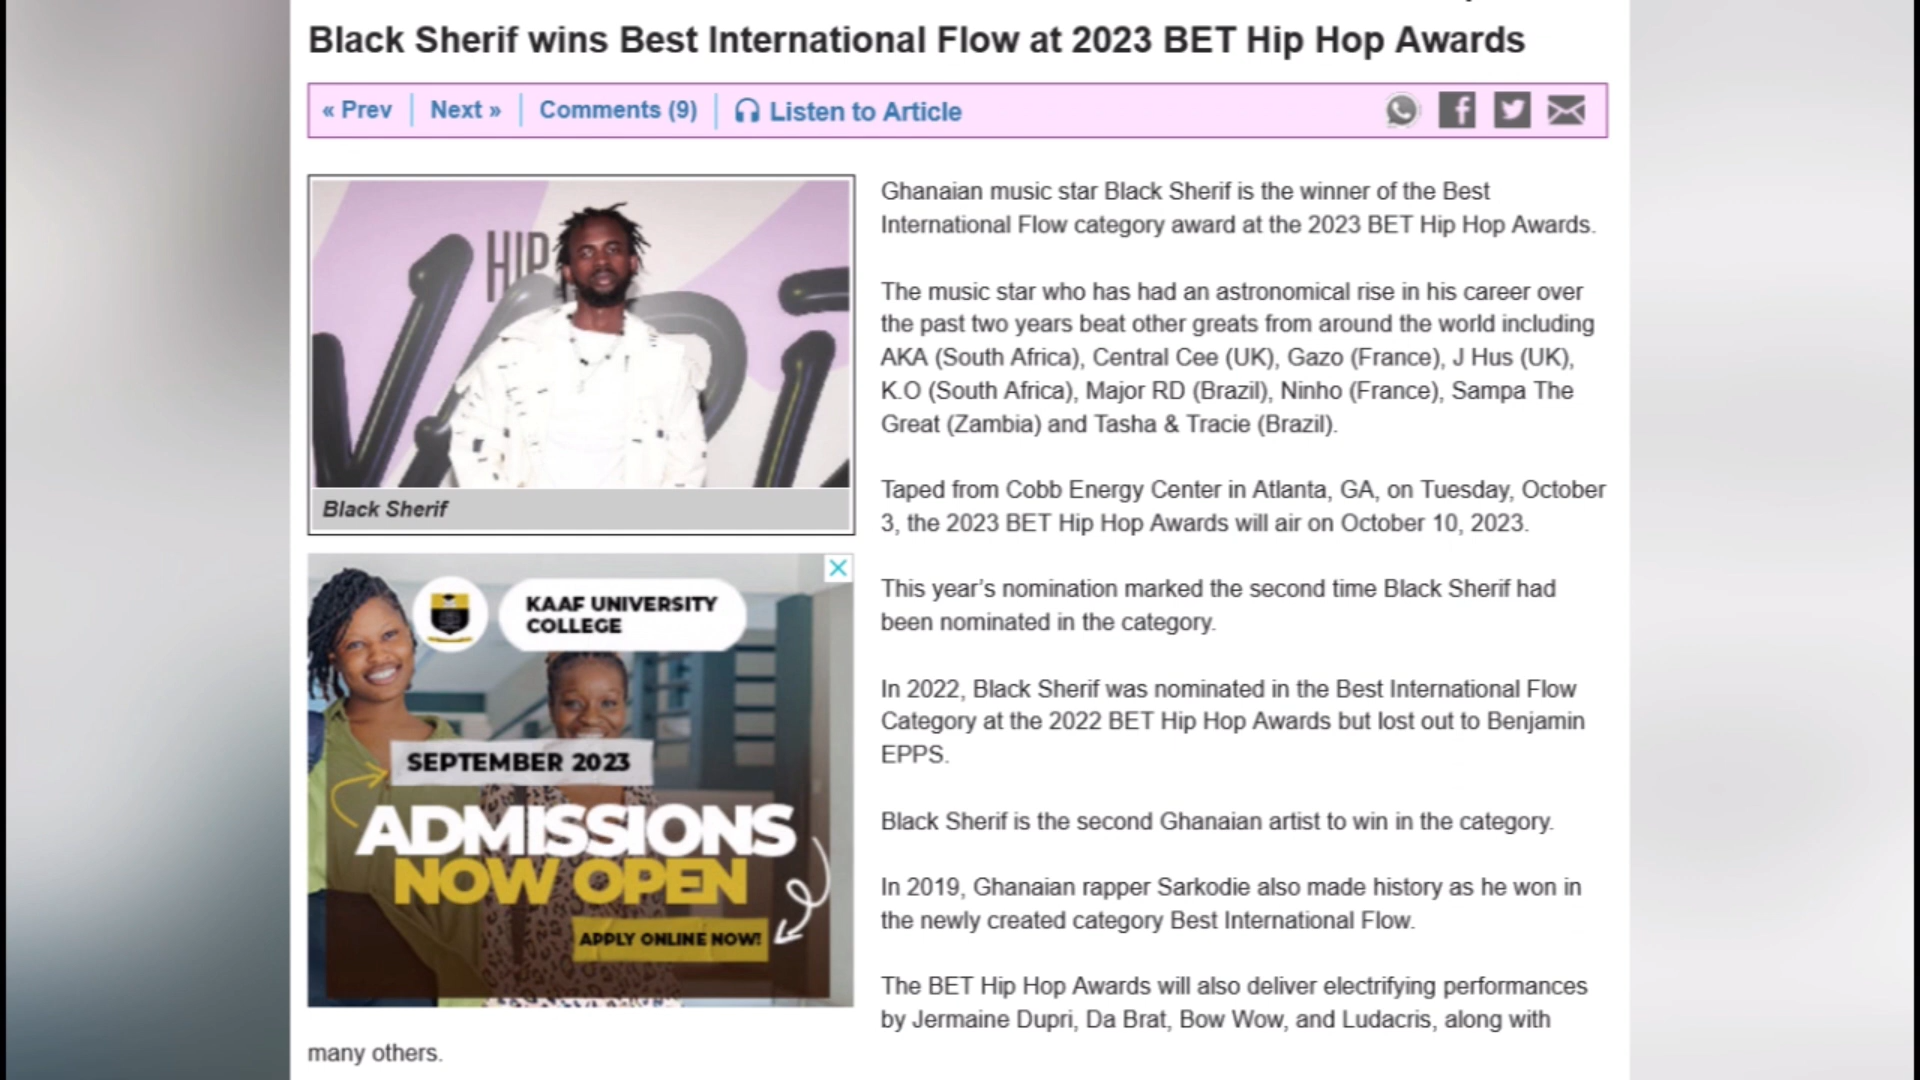 Black Sherif wins Best International Flow at 2023 BET Hip Hop Awards
« Prev
Next »
Comments (9)
Listen to Article
HIP
Black Sherif
KAAF UNIVERSITY
COLLEGE
SEPTEMBER 2023
ADMISSIONS
NOW OPEN
APPLY ONLINE NOW!
Ghanaian music star Black Sherif is the winner of the Best
International Flow category award at the 2023 BET Hip Hop Awards.
The music star who has had an astronomical rise in his career over
the past two years beat other greats from around the world including
AKA (South Africa), Central Cee (UK), Gazo (France), J Hus (UK),
K.O (South Africa), Major RD (Brazil), Ninho (France), Sampa The
Great (Zambia) and Tasha & Tracie (Brazil).
Taped from Cobb Energy Center in Atlanta, GA, on Tuesday, October
3, the 2023 BET Hip Hop Awards will air on October 10, 2023.
This year’s nomination marked the second time Black Sherif had
been nominated in the category.
In 2022, Black Sherif was nominated in the Best International Flow
Category at the 2022 BET Hip Hop Awards but lost out to Benjamin
EPPS.
Black Sherif is the second Ghanaian artist to win in the category.
In 2019, Ghanaian rapper Sarkodie also made history as he won in
the newly created category Best International Flow.
The BET Hip Hop Awards will also deliver electrifying performances
by Jermaine Dupri, Da Brat, Bow Wow, and Ludacris, along with
many others.